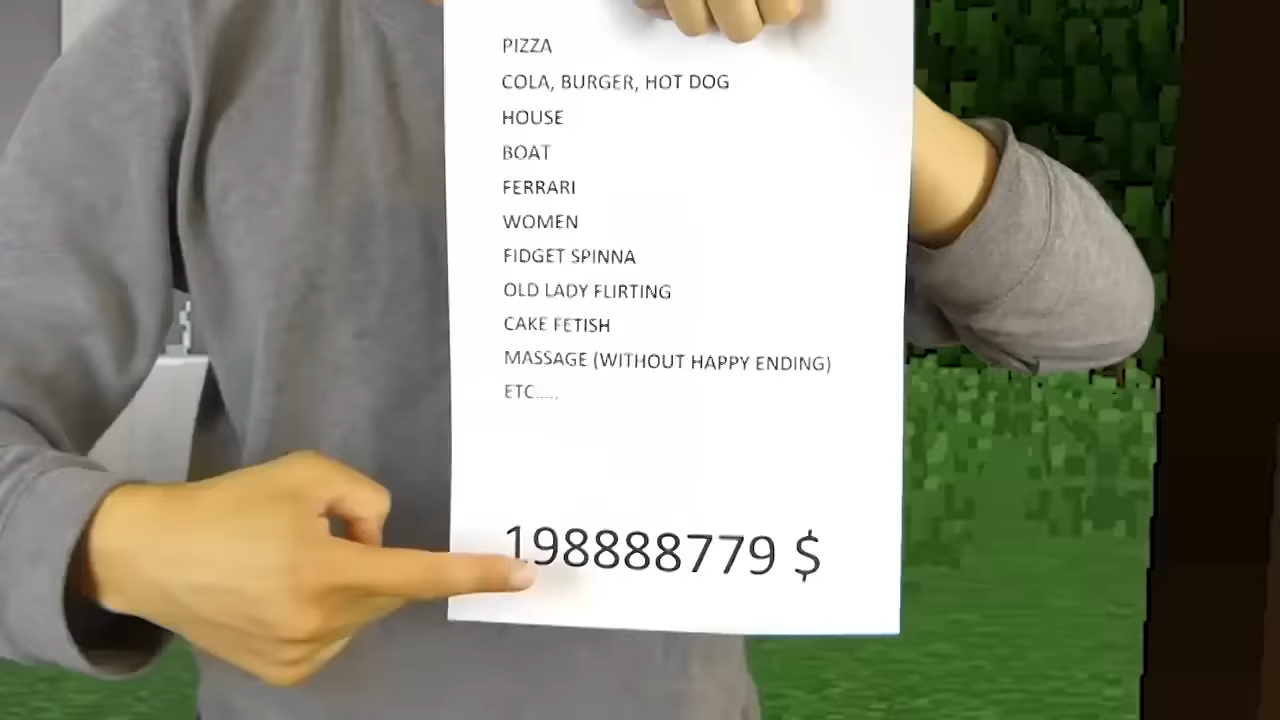 PIZZA
COLA, BURGER, HOT DOG
HOUSE
BOAT
FERRARI
WOMEN
FIDGET SPINNA
OLD LADY FLIRTING
CAKE FETISH
MASSAGE (WITHOUT HAPPY ENDING)
ETC.....
198888779 $